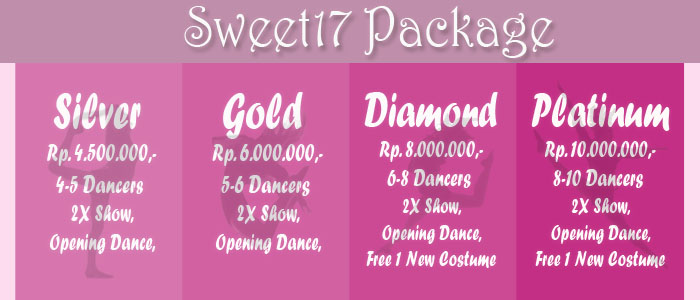 Sweet17 Package
Silver
Rp. 4.500.000,-
4-5 Dancers
2X Show,
Opening Dance,
Gold
Rp. 6.000.000,-
5-6 Dancers
2X Show,
Opening Dance,
Diamond
Rp. 8.000.000,-
6-8 Dancers
2X Show,
Opening Dance,
Free 1 New Costume
Platinum
Rp. 10.000.000,-
8-10 Dancers
2X Show,
Opening Dance,
Free 1 New Costume